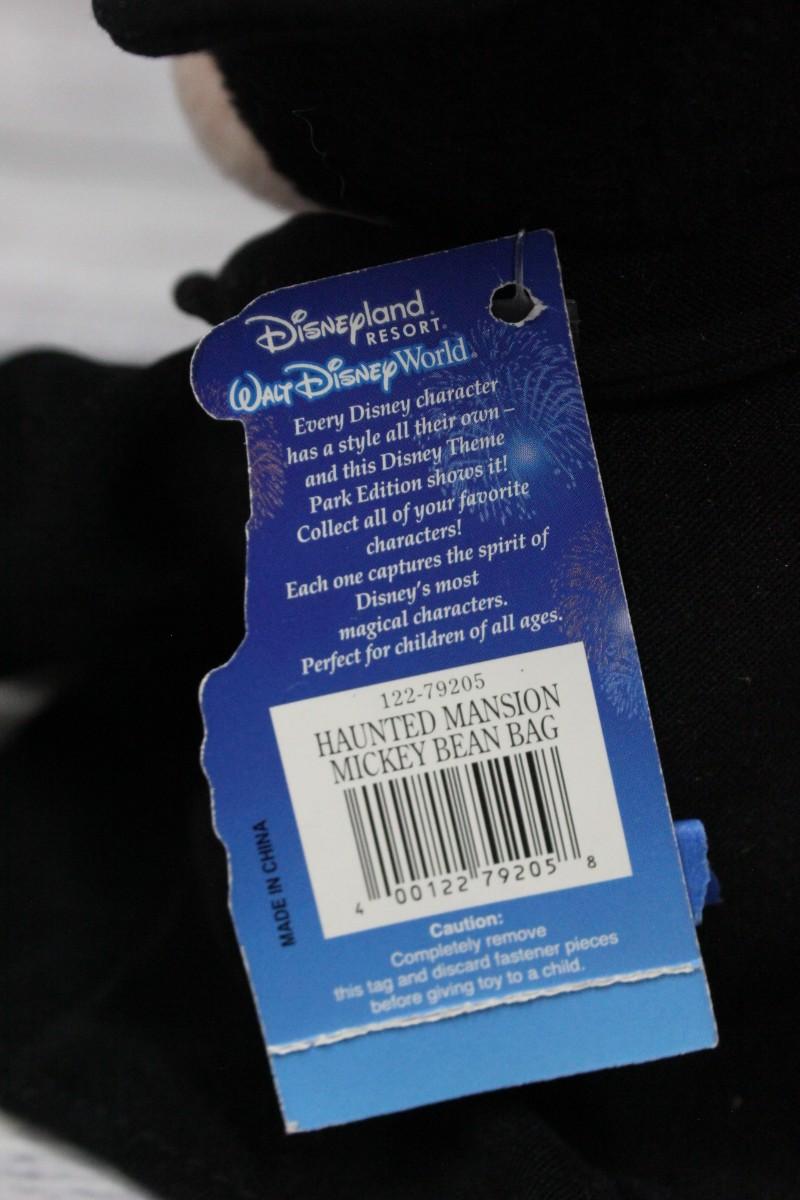 Disneyland
RESORT®
Walt Disney World®
Every Disney character
has a style all their own –
and this Disney Theme
Park Edition shows it!
Collect all of your favorite
characters!
Each one captures the spirit of
Disney's most
magical characters.
Perfect for children of all ages.
122-79205
HAUNTED MANSION
MICKEY BEAN BAG
4 00122 79205 8
MADE IN CHINA
Caution:
Completely remove
this tag and discard fastener pieces
before giving toy to a child.